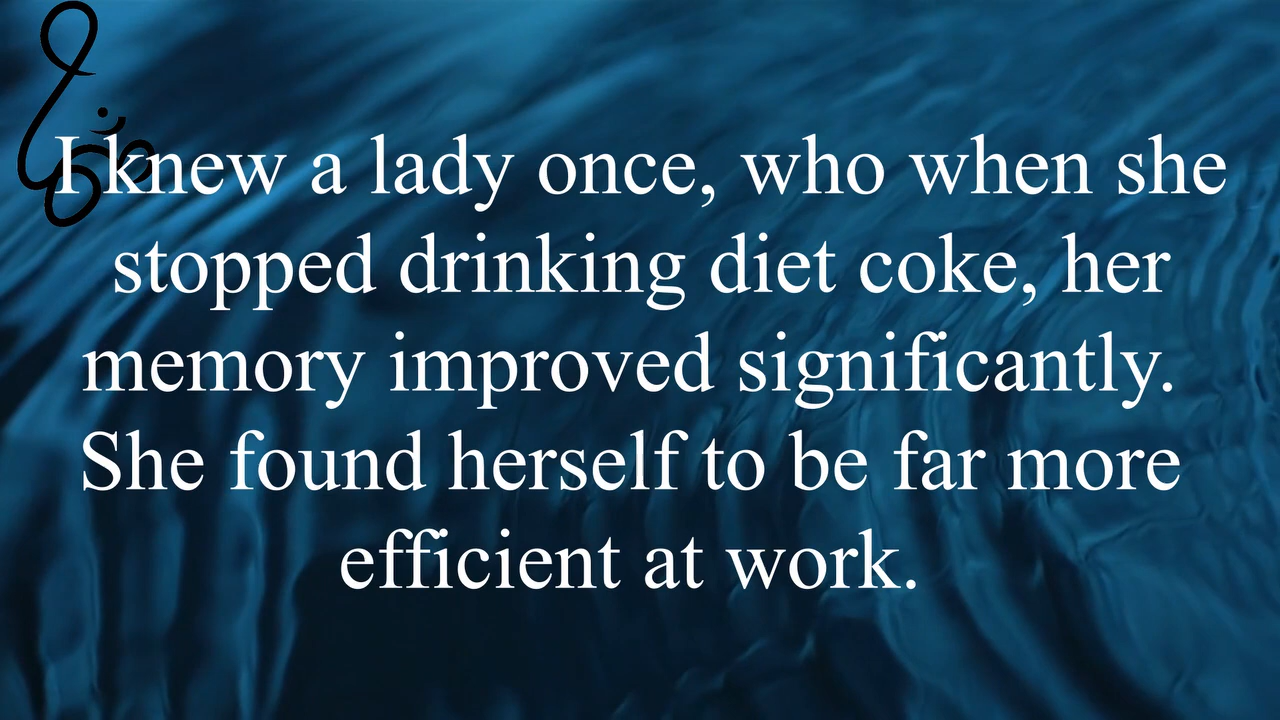 I knew a lady once, who when she
stopped drinking diet coke, her
memory improved significantly.
She found herself to be far more
efficient at work.